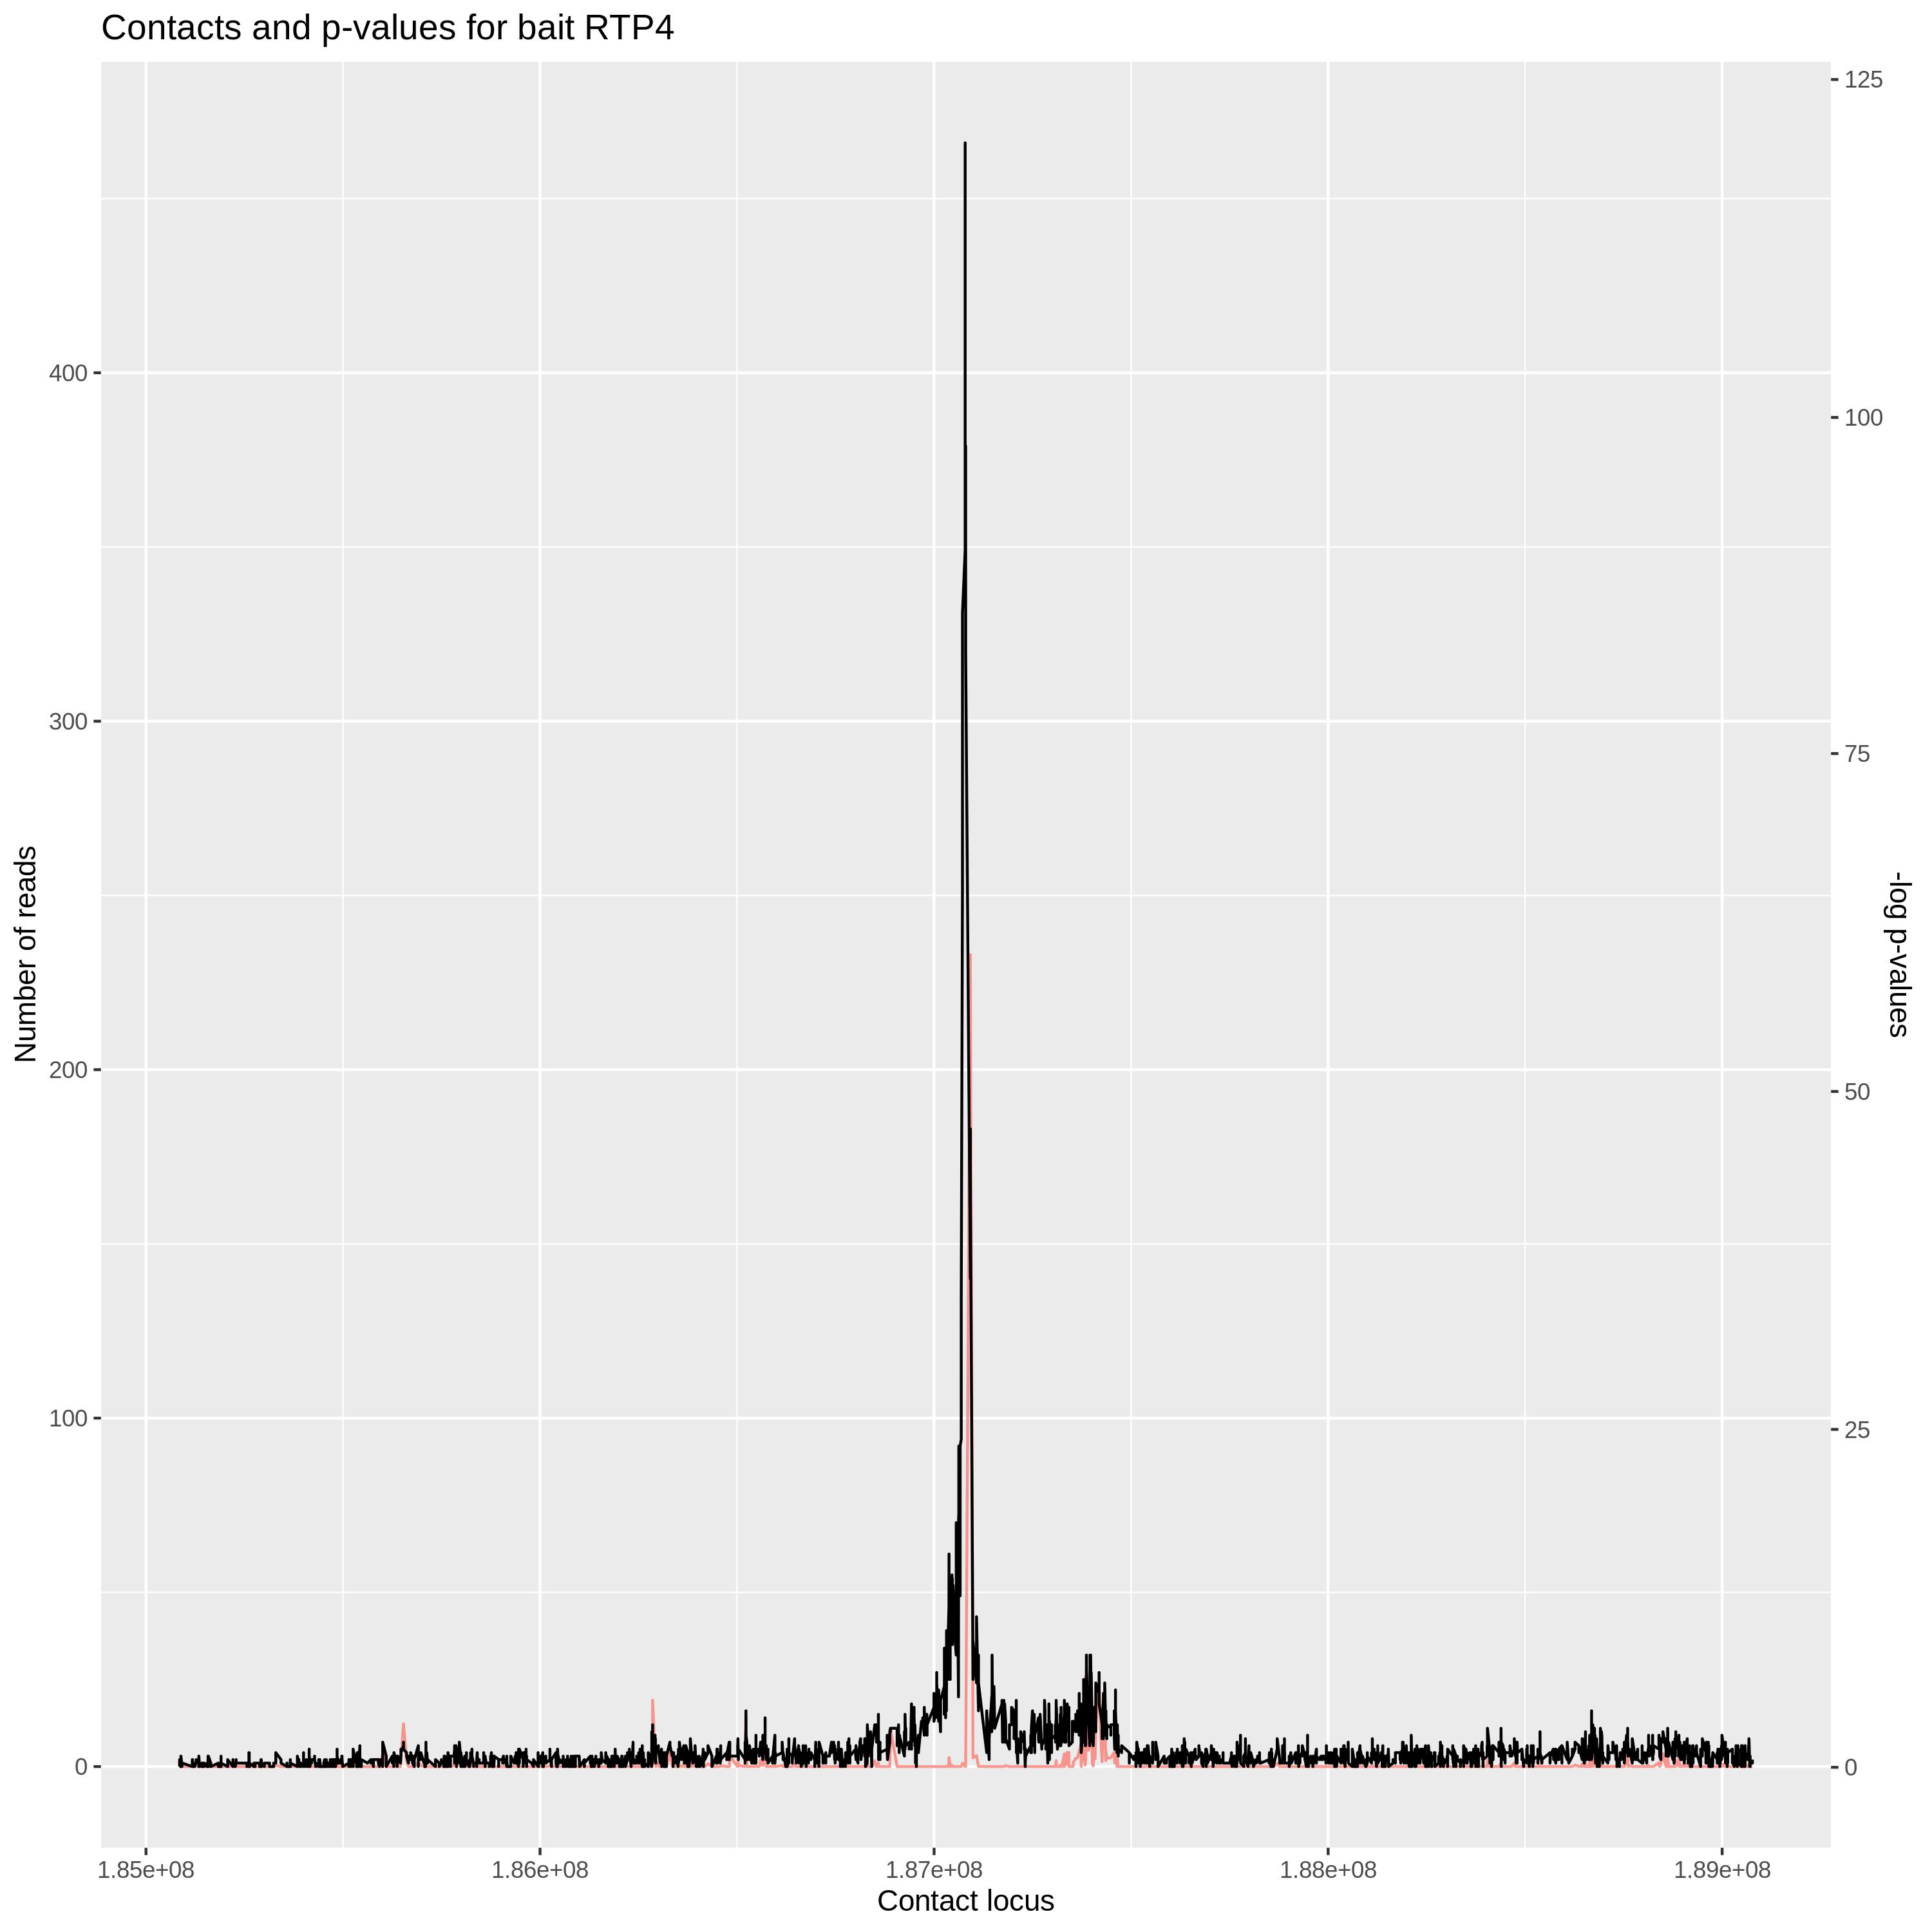 Contacts and p-values for bait RTP4
125
400
100
300
75
Number of reads
-log p-values
200
50
100
25
0
0
1.85e+08
1.86e+08
1.87e+08
1.88e+08
1.89e+08
Contact locus